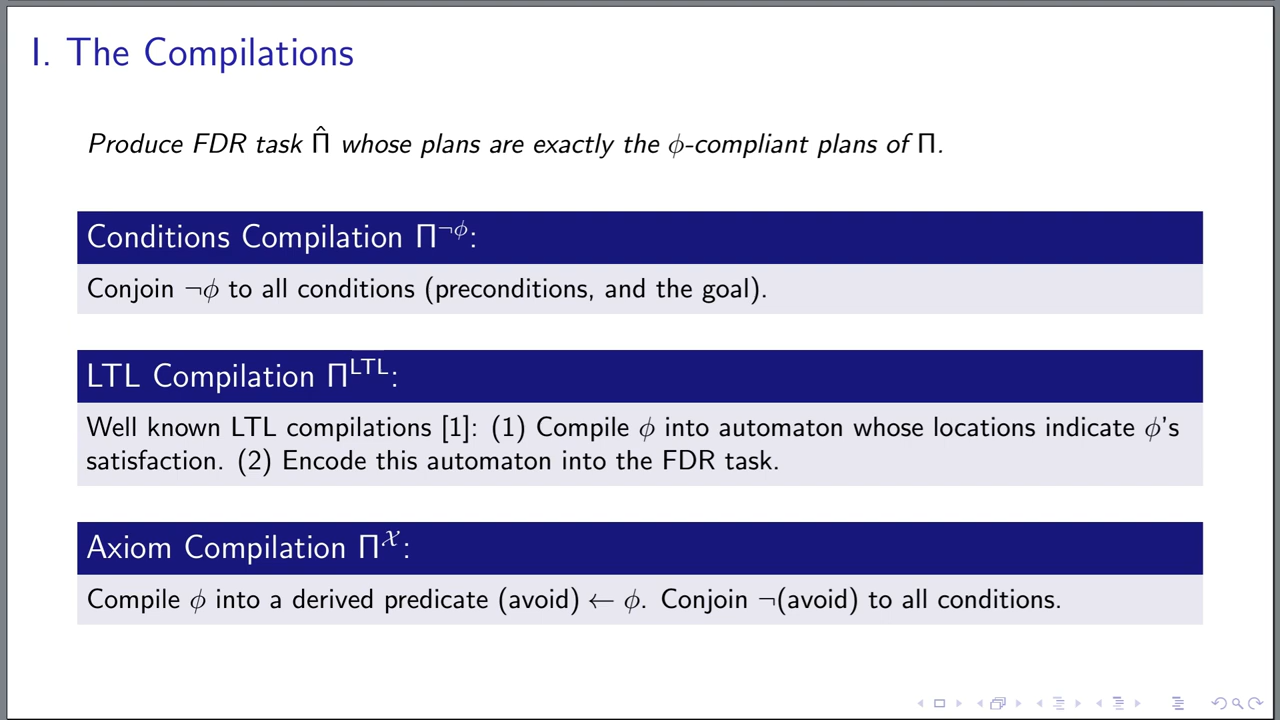 I. The Compilations
Produce FDR task Π̂ whose plans are exactly the ϕ-compliant plans of Π.
Conditions Compilation Π^¬ϕ:
Conjoin ¬ϕ to all conditions (preconditions, and the goal).
LTL Compilation Π^LTL:
Well known LTL compilations [1]: (1) Compile ϕ into automaton whose locations indicate ϕ's
satisfaction. (2) Encode this automaton into the FDR task.
Axiom Compilation Π^𝒳:
Compile ϕ into a derived predicate (avoid) ← ϕ. Conjoin ¬(avoid) to all conditions.